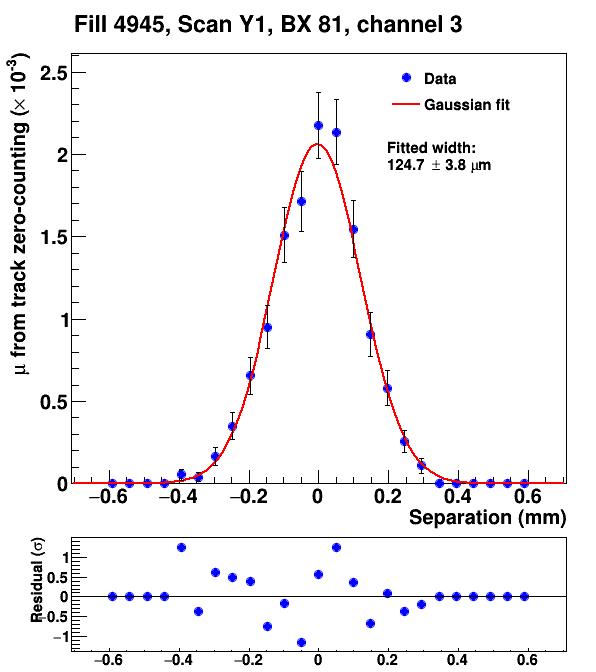 Fill 4945, Scan Y1, BX 81, channel 3
μ from track zero-counting (× 10⁻³)
2.5
2
1.5
1
0.5
0
Data
Gaussian fit
Fitted width:
124.7 ± 3.8 μm
−0.6 −0.4 −0.2 0 0.2 0.4 0.6
Separation (mm)
Residual (σ)
1
0.5
0
−0.5
−1
−0.6 −0.4 −0.2 0 0.2 0.4 0.6